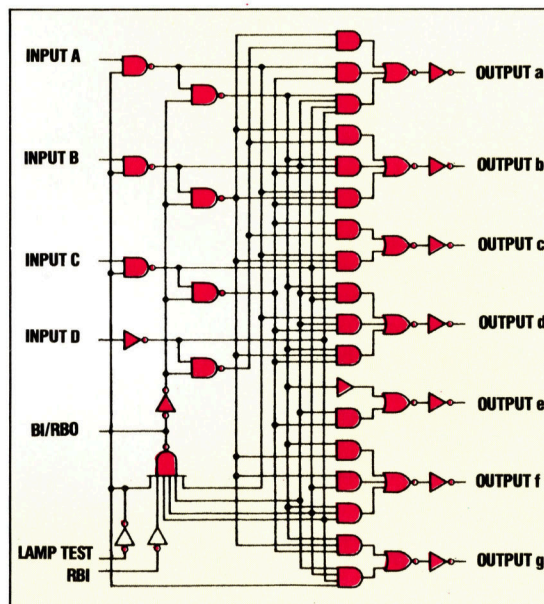 INPUT A
OUTPUT a
INPUT B
OUTPUT b
INPUT C
OUTPUT c
INPUT D
OUTPUT d
OUTPUT e
BI/RBO
OUTPUT f
LAMP TEST
RBI
OUTPUT g